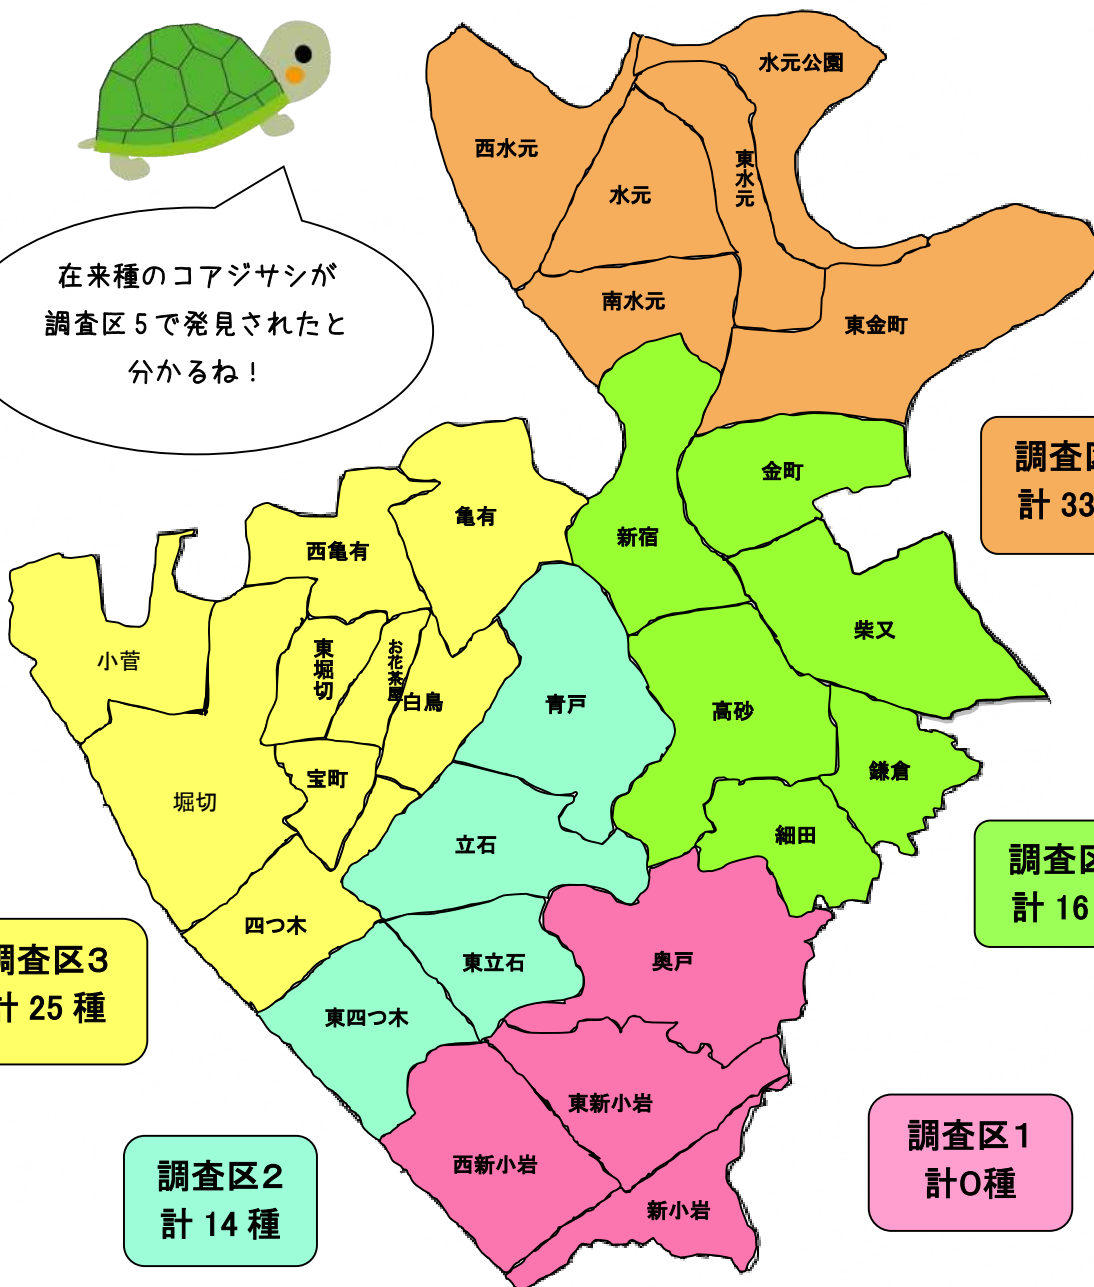 水元公園
西水元
東水元
水元
在来種のコアジサシが
調査区5で発見されたと
分かるね！
南水元
東金町
調査区
計 33
金町
亀有
新宿
西亀有
柴又
小菅
東堀切
お花茶屋
白鳥
青戸
高砂
鎌倉
宝町
堀切
細田
立石
調査区
計 16
四つ木
調査区３
計 25 種
東立石
奥戸
東四つ木
東新小岩
調査区１
計０種
西新小岩
調査区２
計 14 種
新小岩